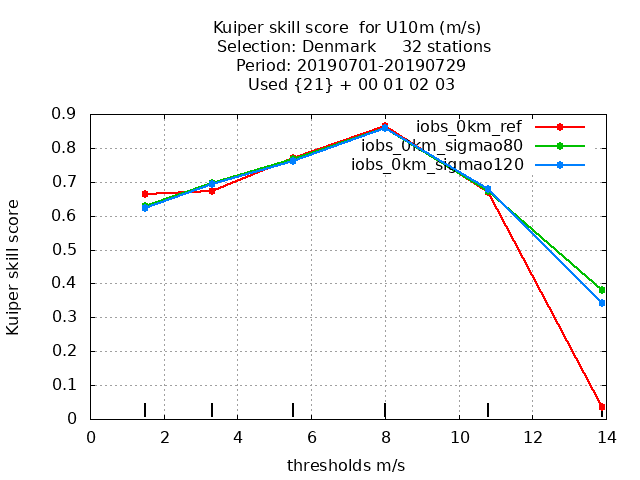 Kuiper skill score for U10m (m/s)
Selection: Denmark 32 stations
Period: 20190701-20190729
Used {21} + 00 01 02 03
iobs_0km_ref
iobs_0km_sigmao80
iobs_0km_sigmao120
Kuiper skill score
0.9
0.8
0.7
0.6
0.5
0.4
0.3
0.2
0.1
0
0 2 4 6 8 10 12 14
thresholds m/s